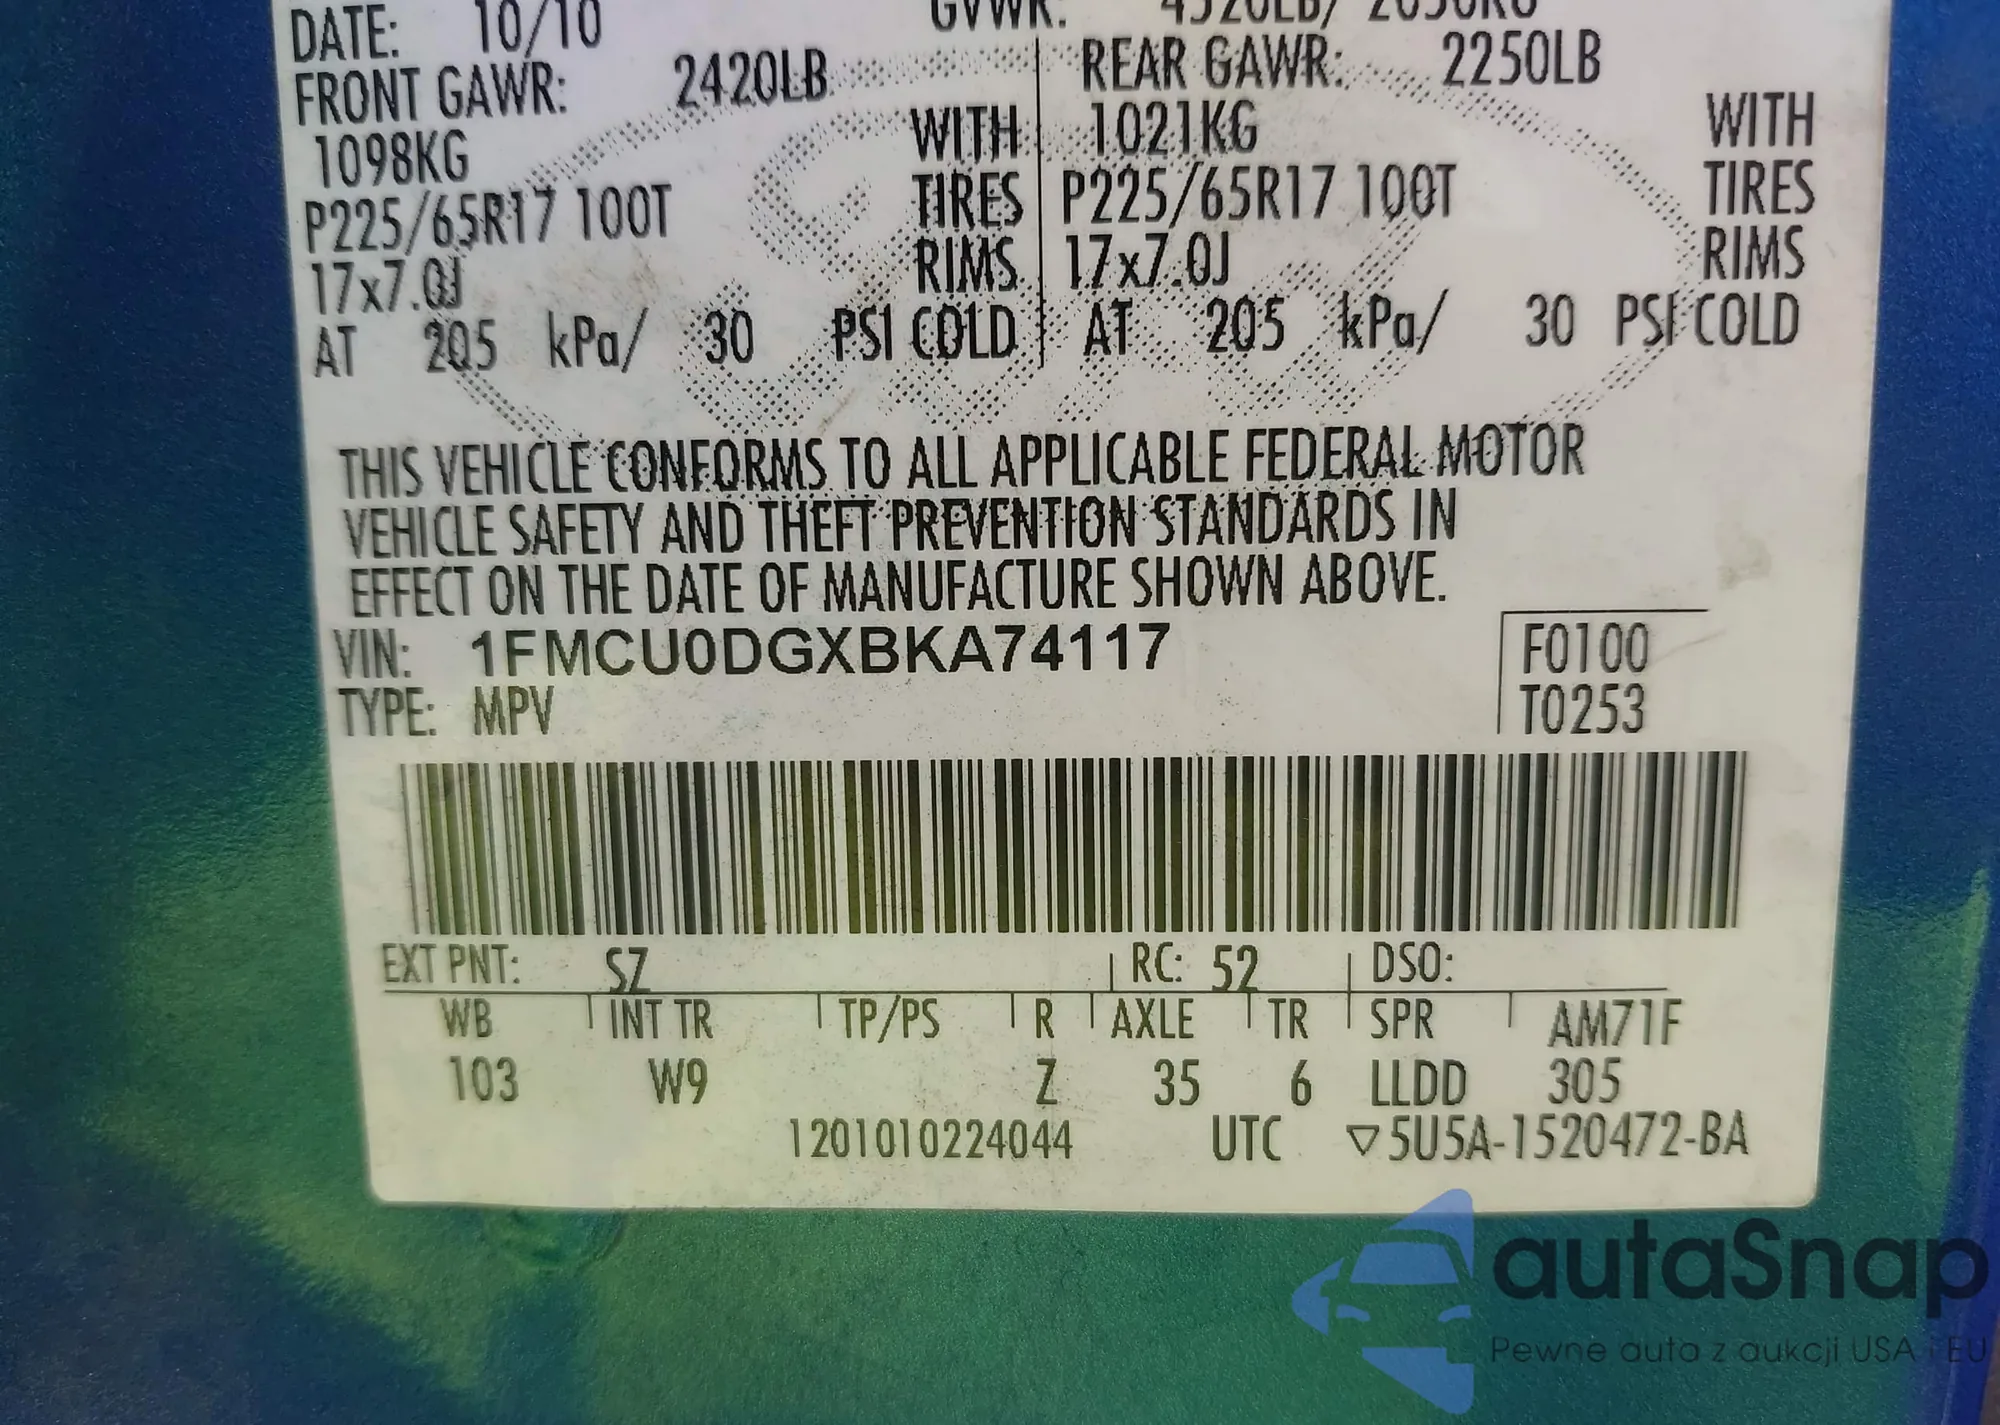 DATE: 10/10 GVWR: 4520LB/ 2050KG
FRONT GAWR: 2420LB REAR GAWR: 2250LB
1098KG WITH 1021KG WITH
P225/65R17 100T TIRES P225/65R17 100T TIRES
17x7.0J RIMS 17x7.0J RIMS
AT 205 kPa/ 30 PSI COLD AT 205 kPa/ 30 PSI COLD
THIS VEHICLE CONFORMS TO ALL APPLICABLE FEDERAL MOTOR
VEHICLE SAFETY AND THEFT PREVENTION STANDARDS IN
EFFECT ON THE DATE OF MANUFACTURE SHOWN ABOVE.
VIN: 1FMCU0DGXBKA74117 F0100
TYPE: MPV T0253
EXT PNT: SZ RC: 52 DSO:
WB INT TR TP/PS R AXLE TR SPR AM71F
103 W9 Z 35 6 LLDD 305
1201010224044 UTC ▽5U5A-1520472-BA
autaSnap
Pewne auta z aukcji USA i EU